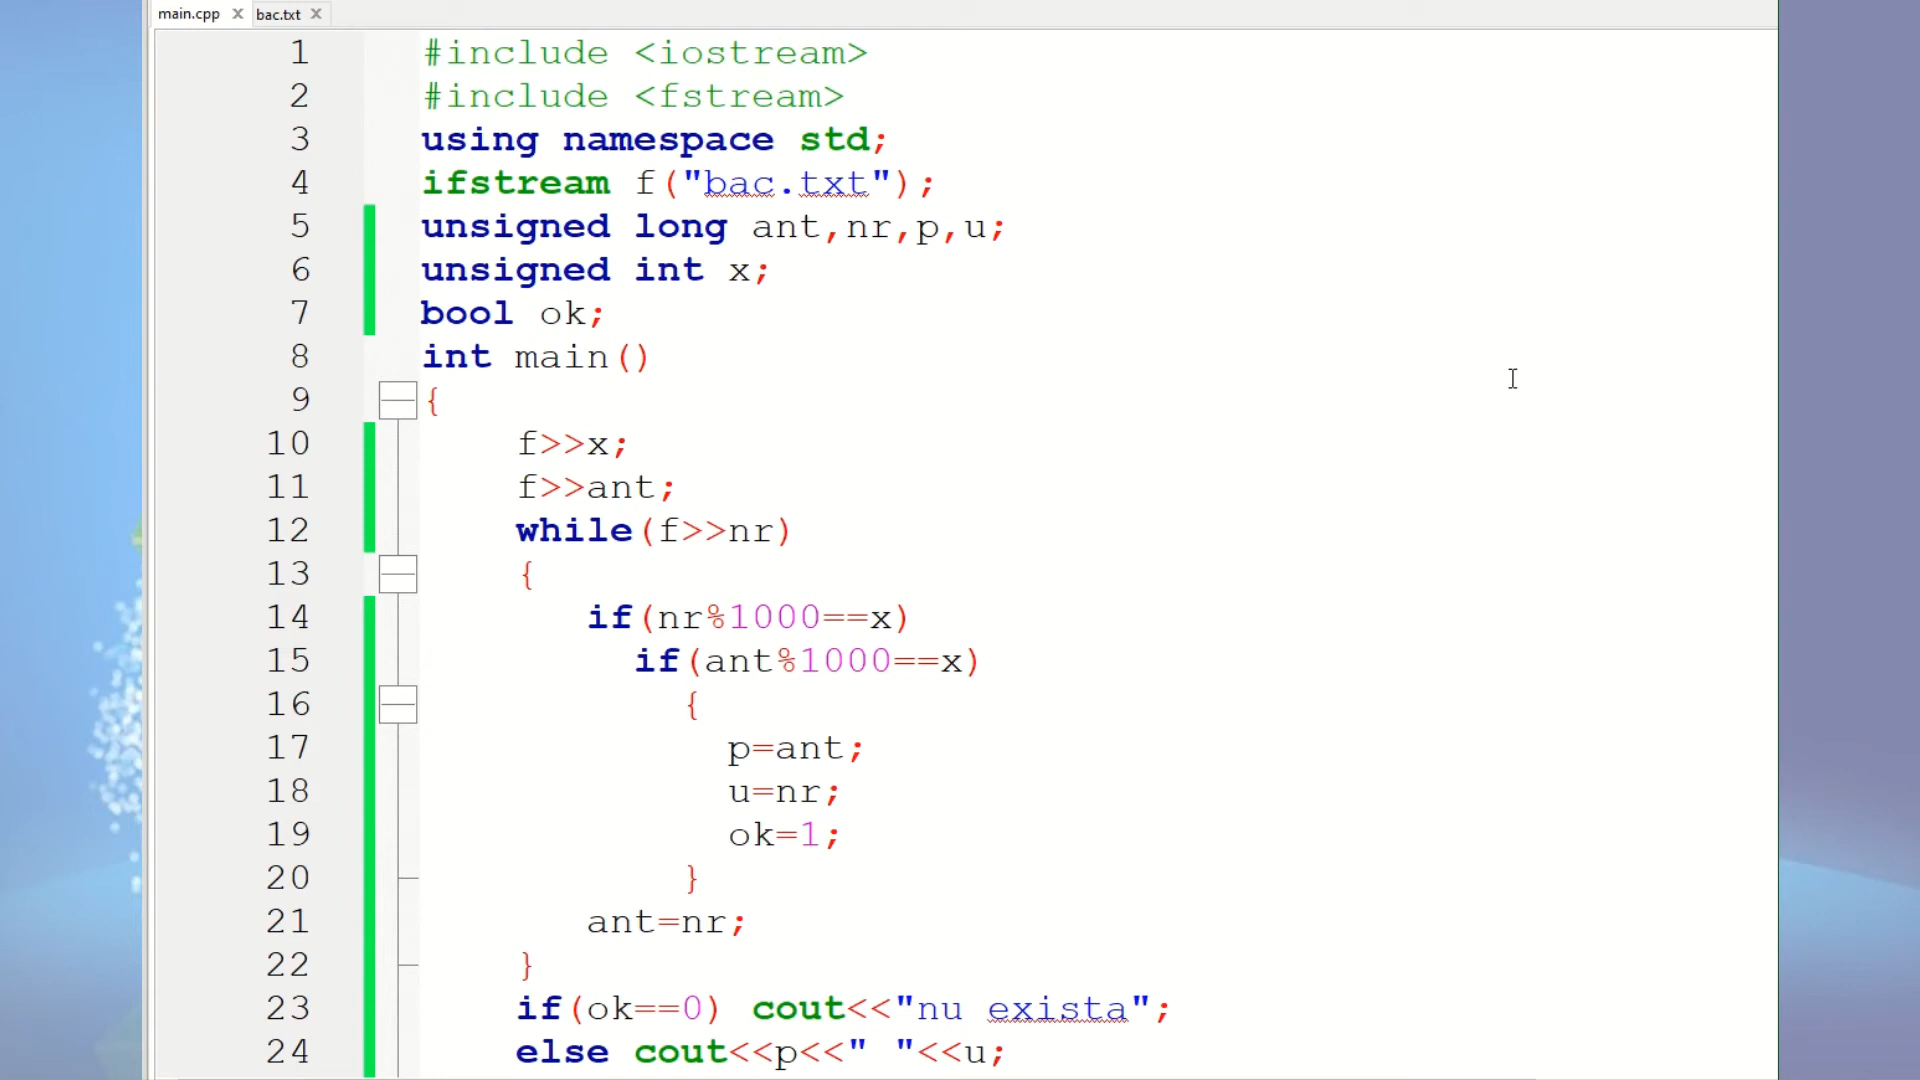 main.cpp bac.txt
1 #include <iostream>
2 #include <fstream>
3 using namespace std;
4 ifstream f("bac.txt");
5 unsigned long ant,nr,p,u;
6 unsigned int x;
7 bool ok;
8 int main()
9 {
10 f>>x;
11 f>>ant;
12 while(f>>nr)
13 {
14 if(nr%1000==x)
15 if(ant%1000==x)
16 {
17 p=ant;
18 u=nr;
19 ok=1;
20 }
21 ant=nr;
22 }
23 if(ok==0) cout<<"nu exista";
24 else cout<<p<<" "<<u;